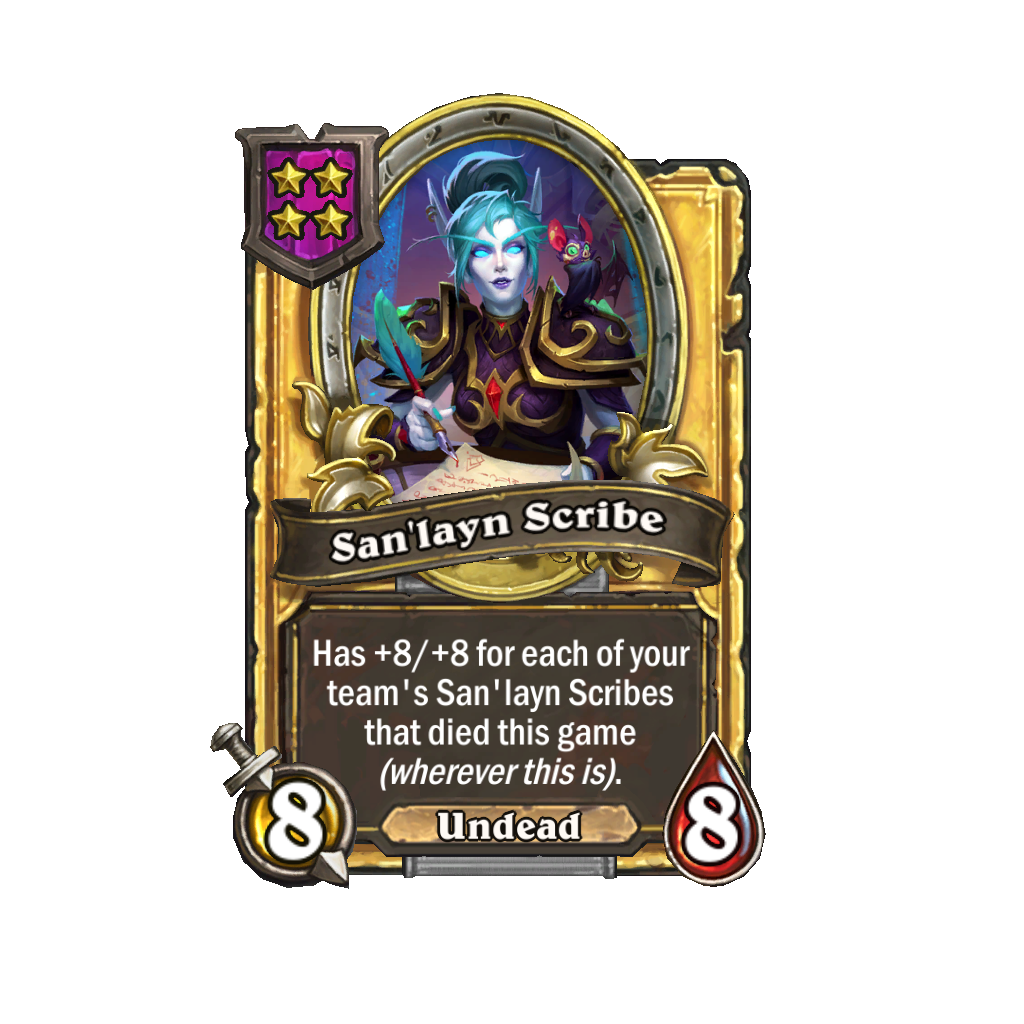 San'layn Scribe
Has +8/+8 for each of your
team's San'layn Scribes
that died this game
(wherever this is).
8
Undead
8